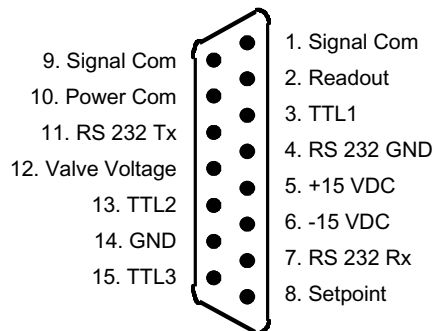 1. Signal Com
2. Readout
3. TTL1
4. RS 232 GND
5. +15 VDC
6. -15 VDC
7. RS 232 Rx
8. Setpoint
9. Signal Com
10. Power Com
11. RS 232 Tx
12. Valve Voltage
13. TTL2
14. GND
15. TTL3